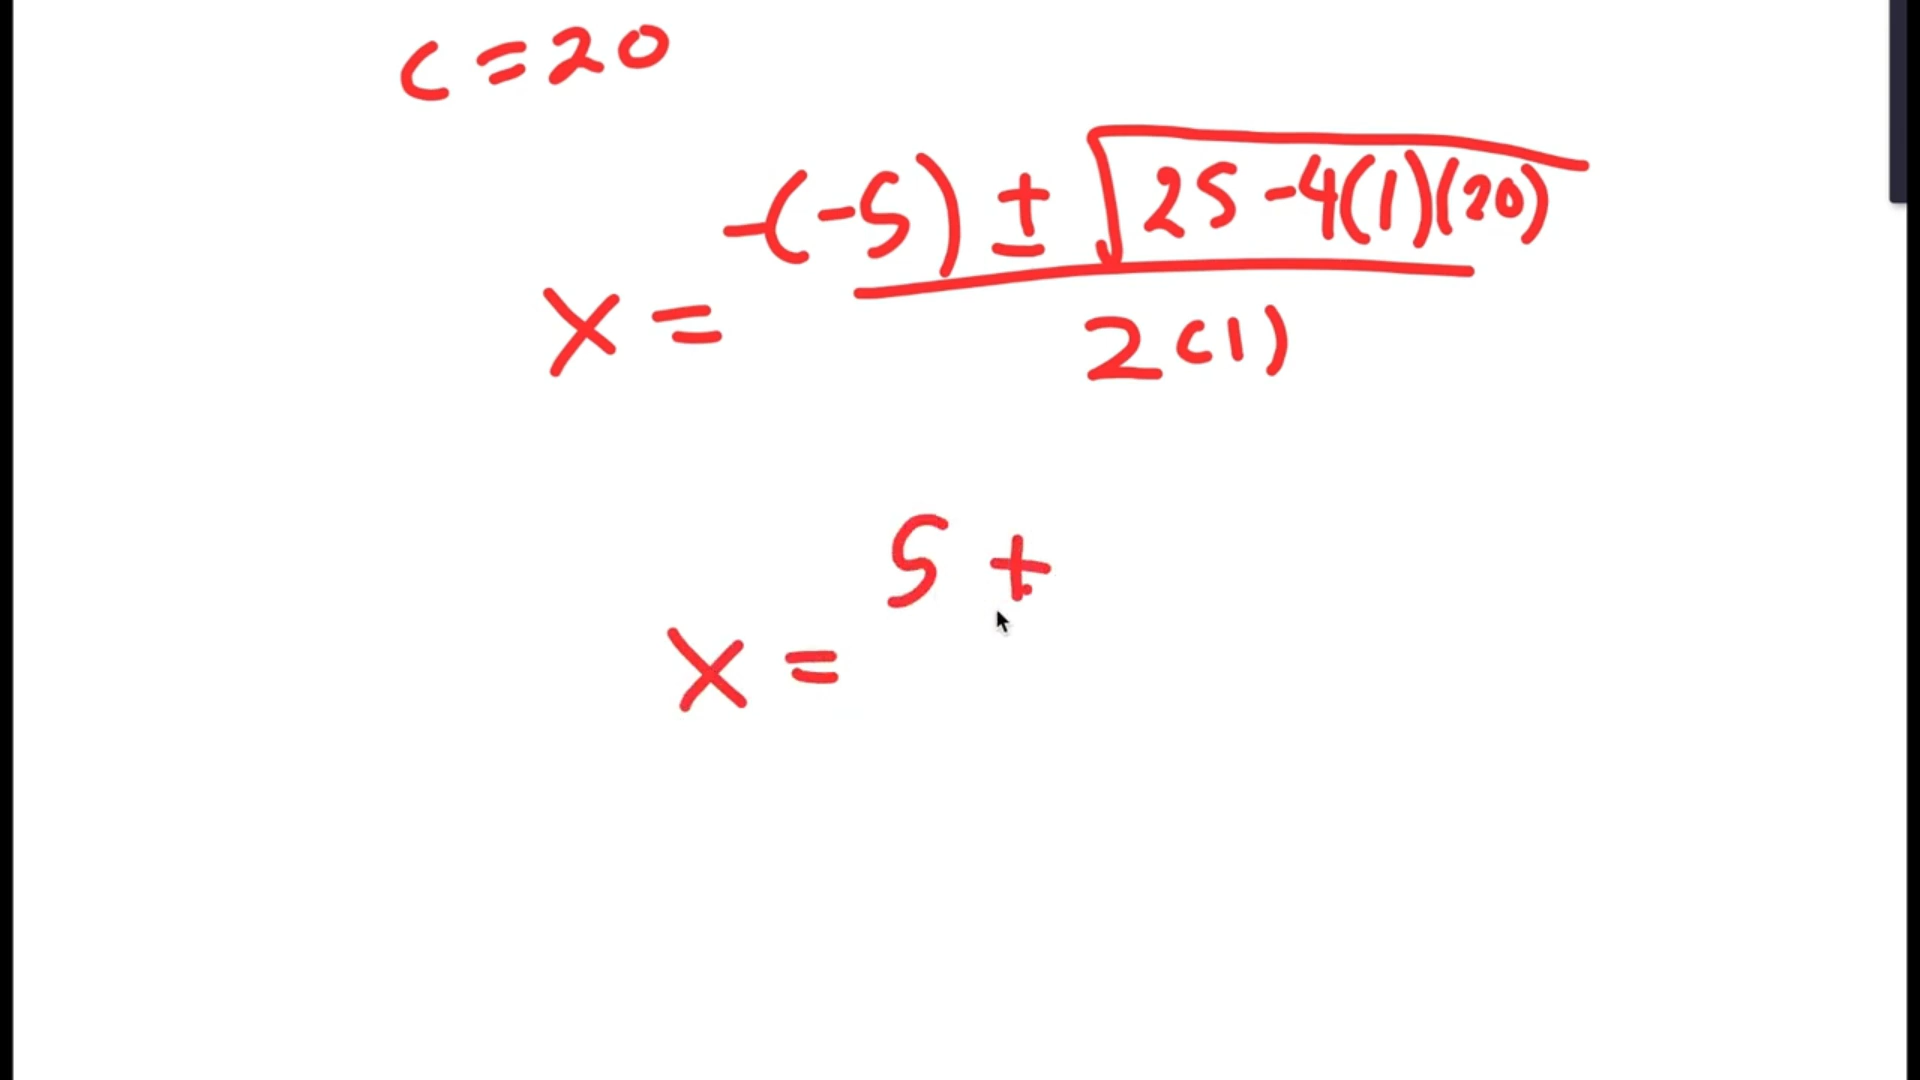 c = 20
x = -(-5) ± √25 - 4(1)(20)
2(1)
x = 5 +